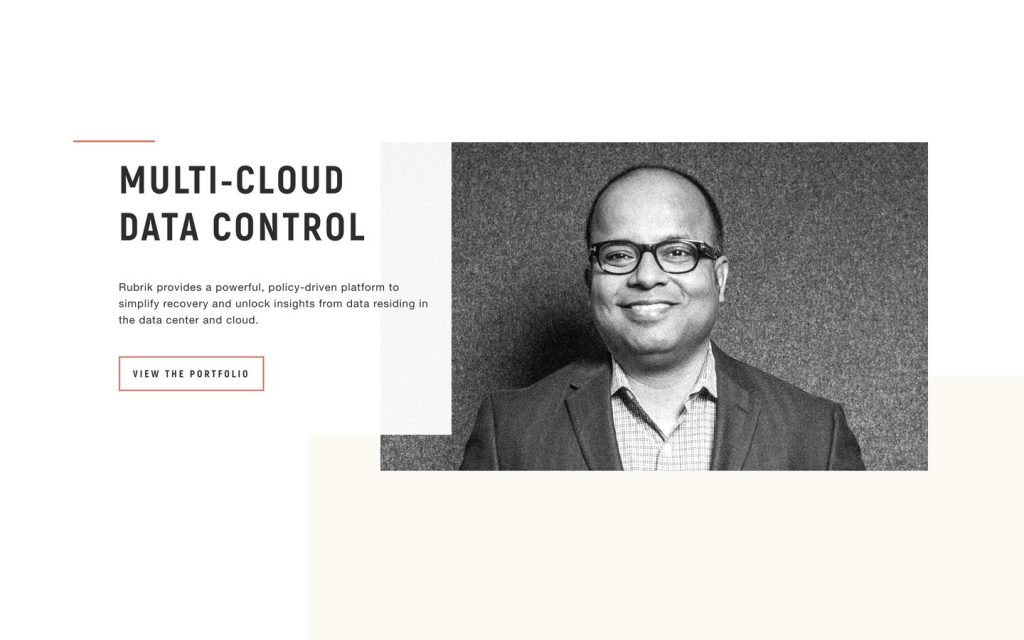 MULTI-CLOUD
DATA CONTROL
Rubrik provides a powerful, policy-driven platform to
simplify recovery and unlock insights from data residing in
the data center and cloud.
VIEW THE PORTFOLIO